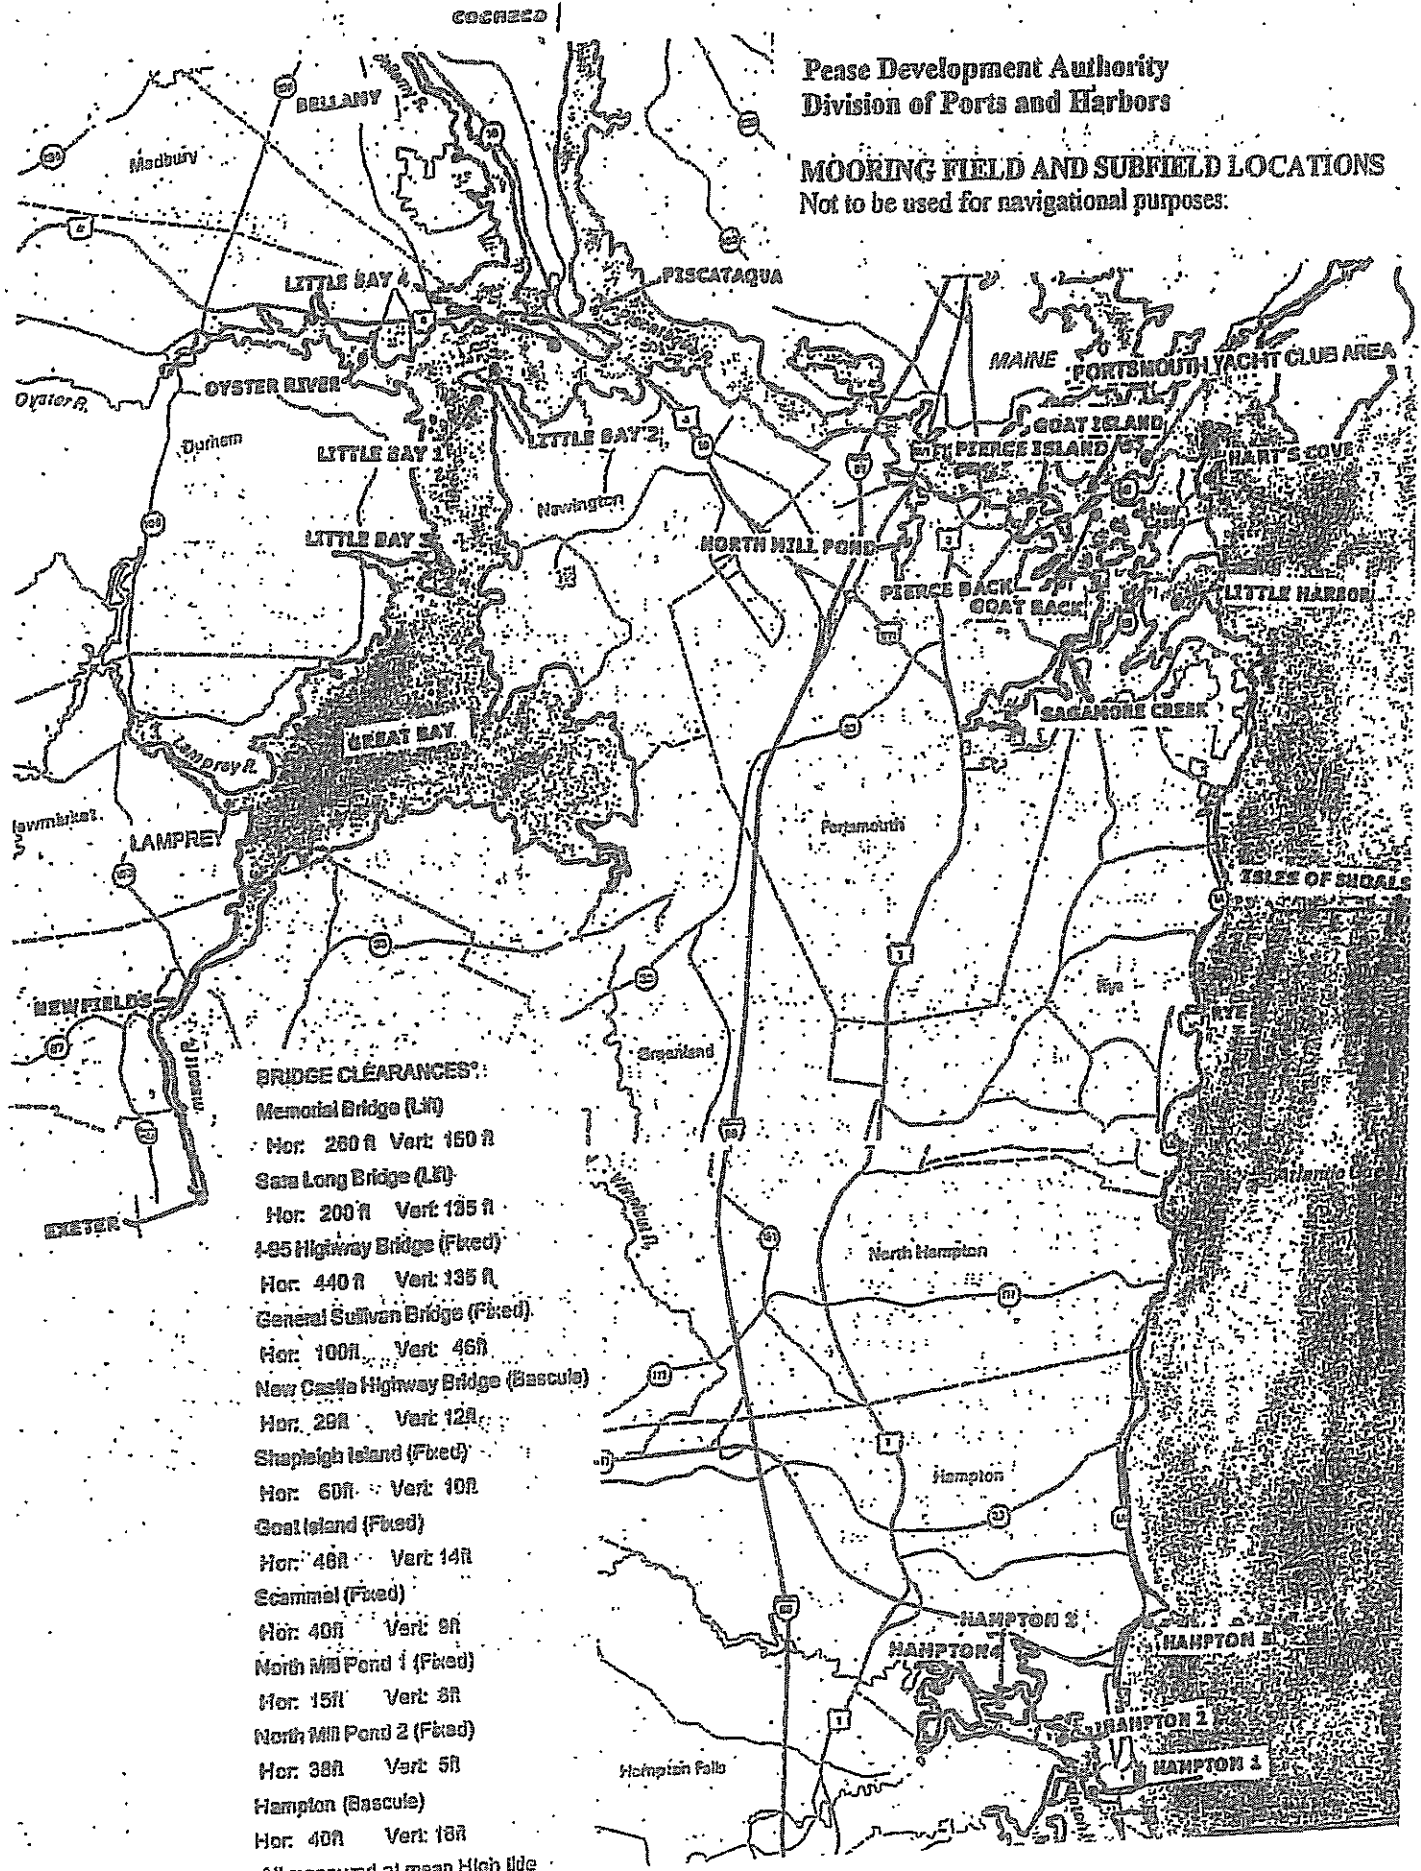 COCHECO
Pease Development Authority
Division of Ports and Harbors
MOORING FIELD AND SUBFIELD LOCATIONS
Not to be used for navigational purposes:
BELLAMY
Madbury
LITTLE BAY 4
PISCATAQUA
MAINE
PORTSMOUTH YACHT CLUB AREA
OYSTER RIVER
Oyster R.
GOAT ISLAND
Durham
LITTLE BAY 2
PIERCE ISLAND
HART'S COVE
LITTLE BAY 1
Newington
LITTLE BAY
NORTH MILL POND
PIERCE BACK
GOAT BACK
LITTLE HARBOR
GREAT BAY
SAGAMORE CREEK
Lamprey R.
LAMPREY
Portsmouth
ISLES OF SHOALS
NEWFIELDS
Rye
RYE
Greenland
EXETER
Atlantic
North Hampton
Hampton
HAMPTON
HAMPTON 4
HAMPTON
HAMPTON 2
HAMPTON 1
Hampton Falls
BRIDGE CLEARANCES*:
Memorial Bridge (Lift)
Hor: 260 ft Vert: 150 ft
Sara Long Bridge (Lift)
Hor: 200 ft Vert: 135 ft
I-95 Highway Bridge (Fixed)
Hor: 440 ft Vert: 135 ft
General Sullivan Bridge (Fixed)
Hor: 100ft Vert: 46ft
New Castle Highway Bridge (Bascule)
Hor: 29ft Vert: 12ft
Shapleigh Island (Fixed)
Hor: 60ft Vert: 10ft
Goat Island (Fixed)
Hor: 46ft Vert: 14ft
Scammel (Fixed)
Hor: 40ft Vert: 9ft
North Mill Pond 1 (Fixed)
Hor: 15ft Vert: 6ft
North Mill Pond 2 (Fixed)
Hor: 38ft Vert: 5ft
Hampton (Bascule)
Hor: 40ft Vert: 18ft
All measured at mean High tide